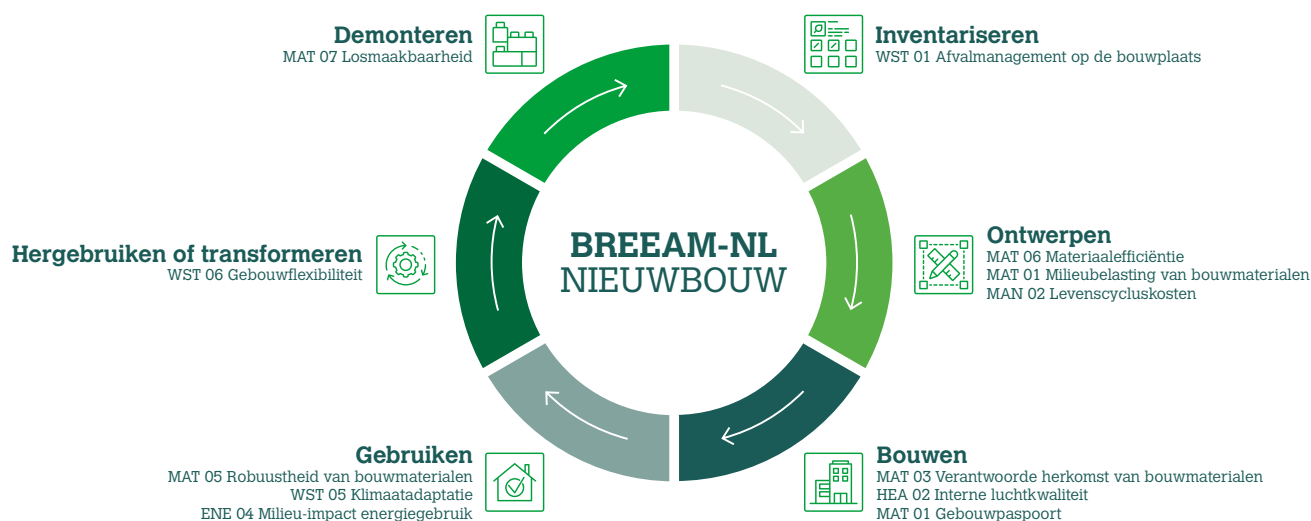 Demonteren
MAT 07 Losmaakbaarheid
Inventariseren
WST 01 Afvalmanagement op de bouwplaats
Hergebruiken of transformeren
WST 06 Gebouwflexibiliteit
BREEAM-NL
NIEUWBOUW
Ontwerpen
MAT 06 Materiaalefficiëntie
MAT 01 Milieubelasting van bouwmaterialen
MAN 02 Levenscycluskosten
Gebruiken
MAT 05 Robuustheid van bouwmaterialen
WST 05 Klimaatadaptatie
ENE 04 Milieu-impact energiegebruik
Bouwen
MAT 03 Verantwoorde herkomst van bouwmaterialen
HEA 02 Interne luchtkwaliteit
MAT 01 Gebouwpaspoort